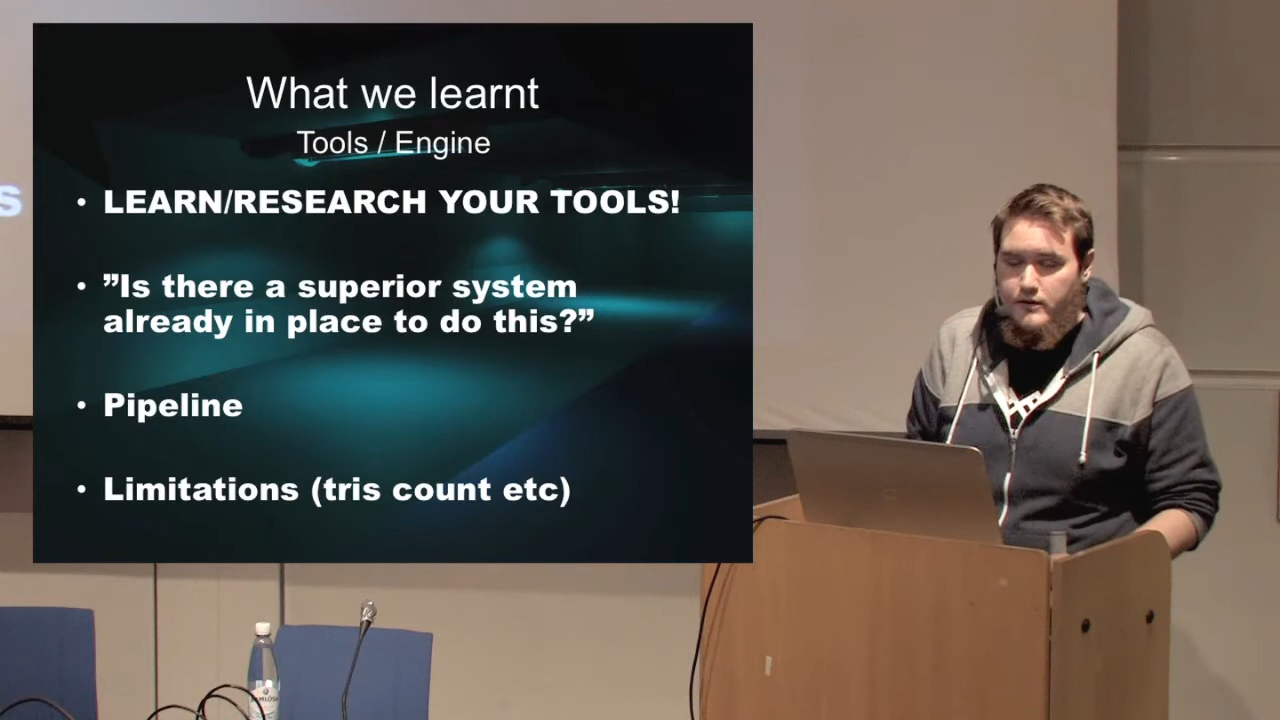 What we learnt
Tools / Engine
• LEARN/RESEARCH YOUR TOOLS!
• ”Is there a superior system
already in place to do this?”
• Pipeline
• Limitations (tris count etc)
S